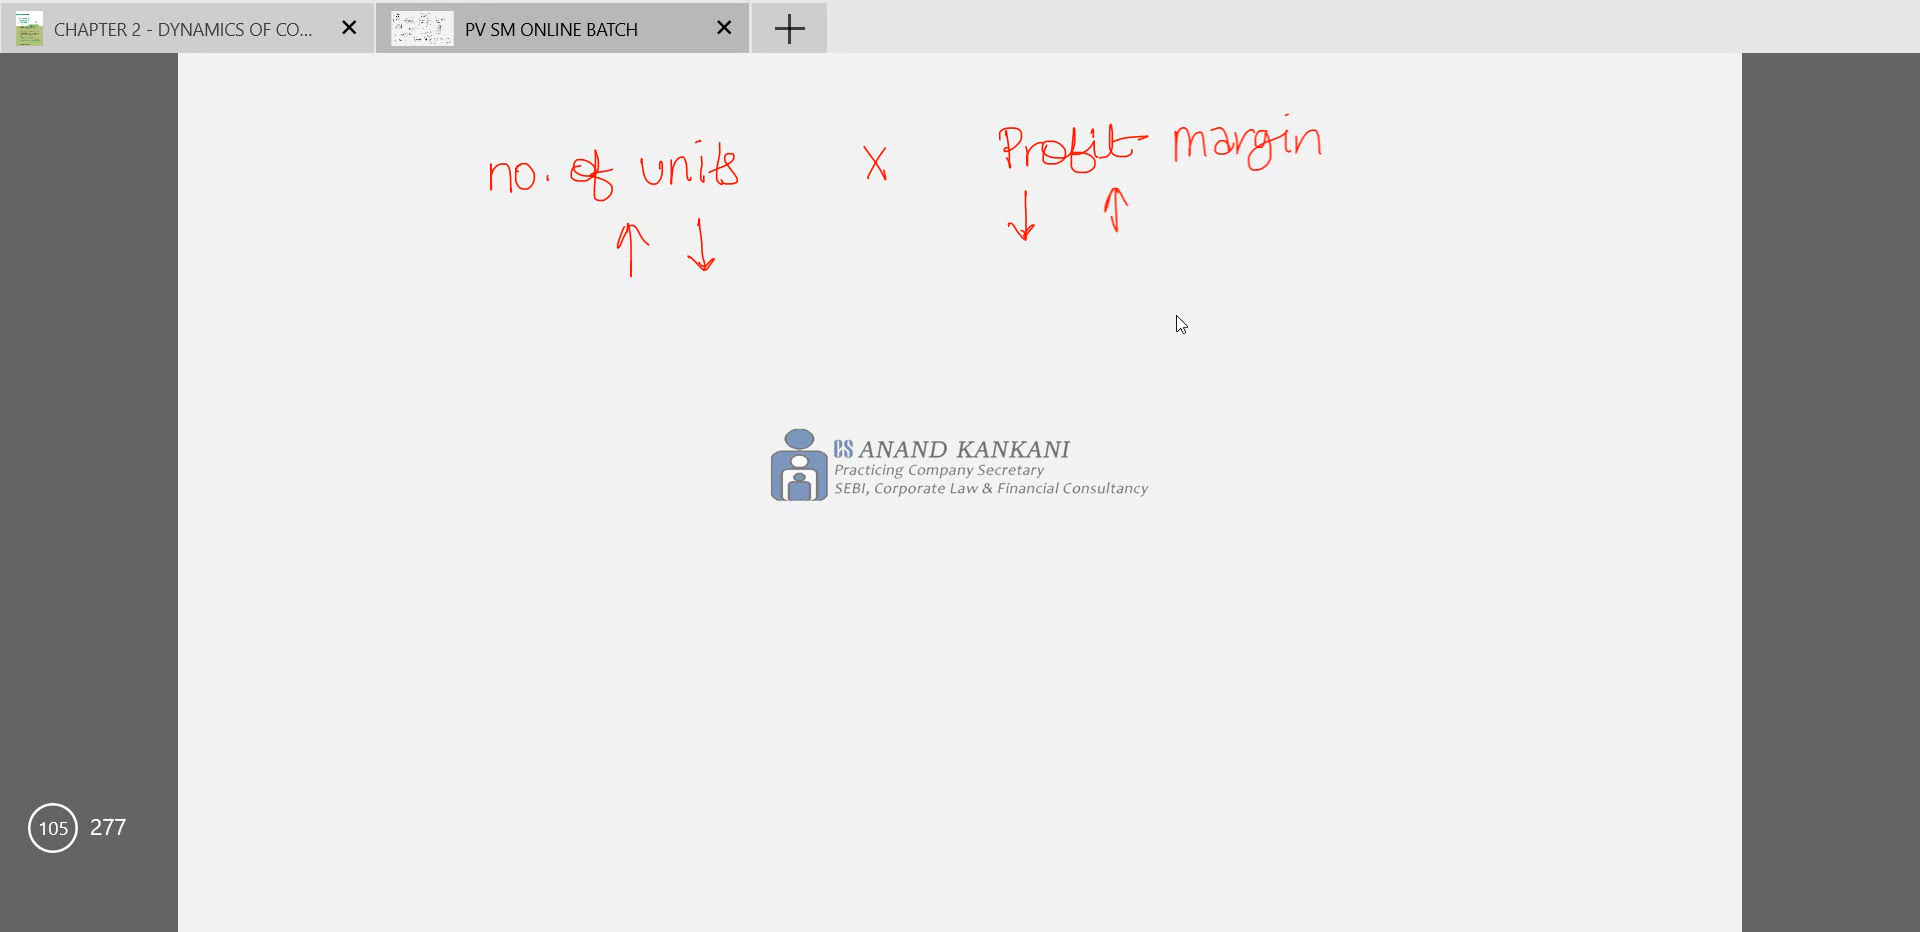 CHAPTER 2 - DYNAMICS OF CO...
PV SM ONLINE BATCH
no. of units X Profit margin
↑ ↓ ↓ ↑
CS ANAND KANKANI
Practicing Company Secretary
SEBI, Corporate Law & Financial Consultancy
105 277